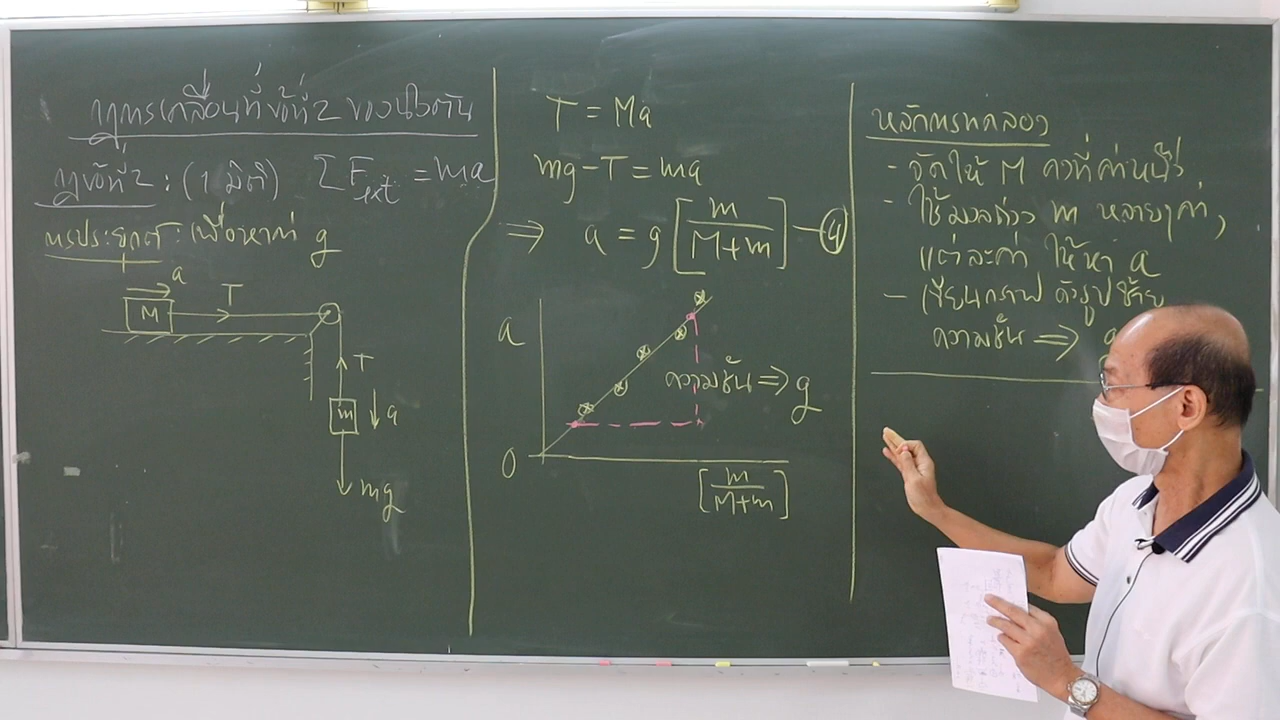 กฎการเคลื่อนที่ข้อที่ 2 ของนิวตัน
กฎข้อที่ 2 : (1 มิติ) ΣF_ext = ma
การประยุกต์ : เพื่อหาค่า g
a
M
T
T
m
a
mg
T = Ma
mg - T = ma
⇒ a = g [m/(M+m)] — (4)
a
ความชัน ⇒ g
0
[m/(M+m)]
หลักการทดลอง
- จัดให้ M คงที่ค่าหนึ่ง
- ใช้มวลถ่วง m หลายๆค่า,
แต่ละค่า ให้หา a
- เขียนกราฟ ดังรูปซ้าย
ความชัน ⇒ g